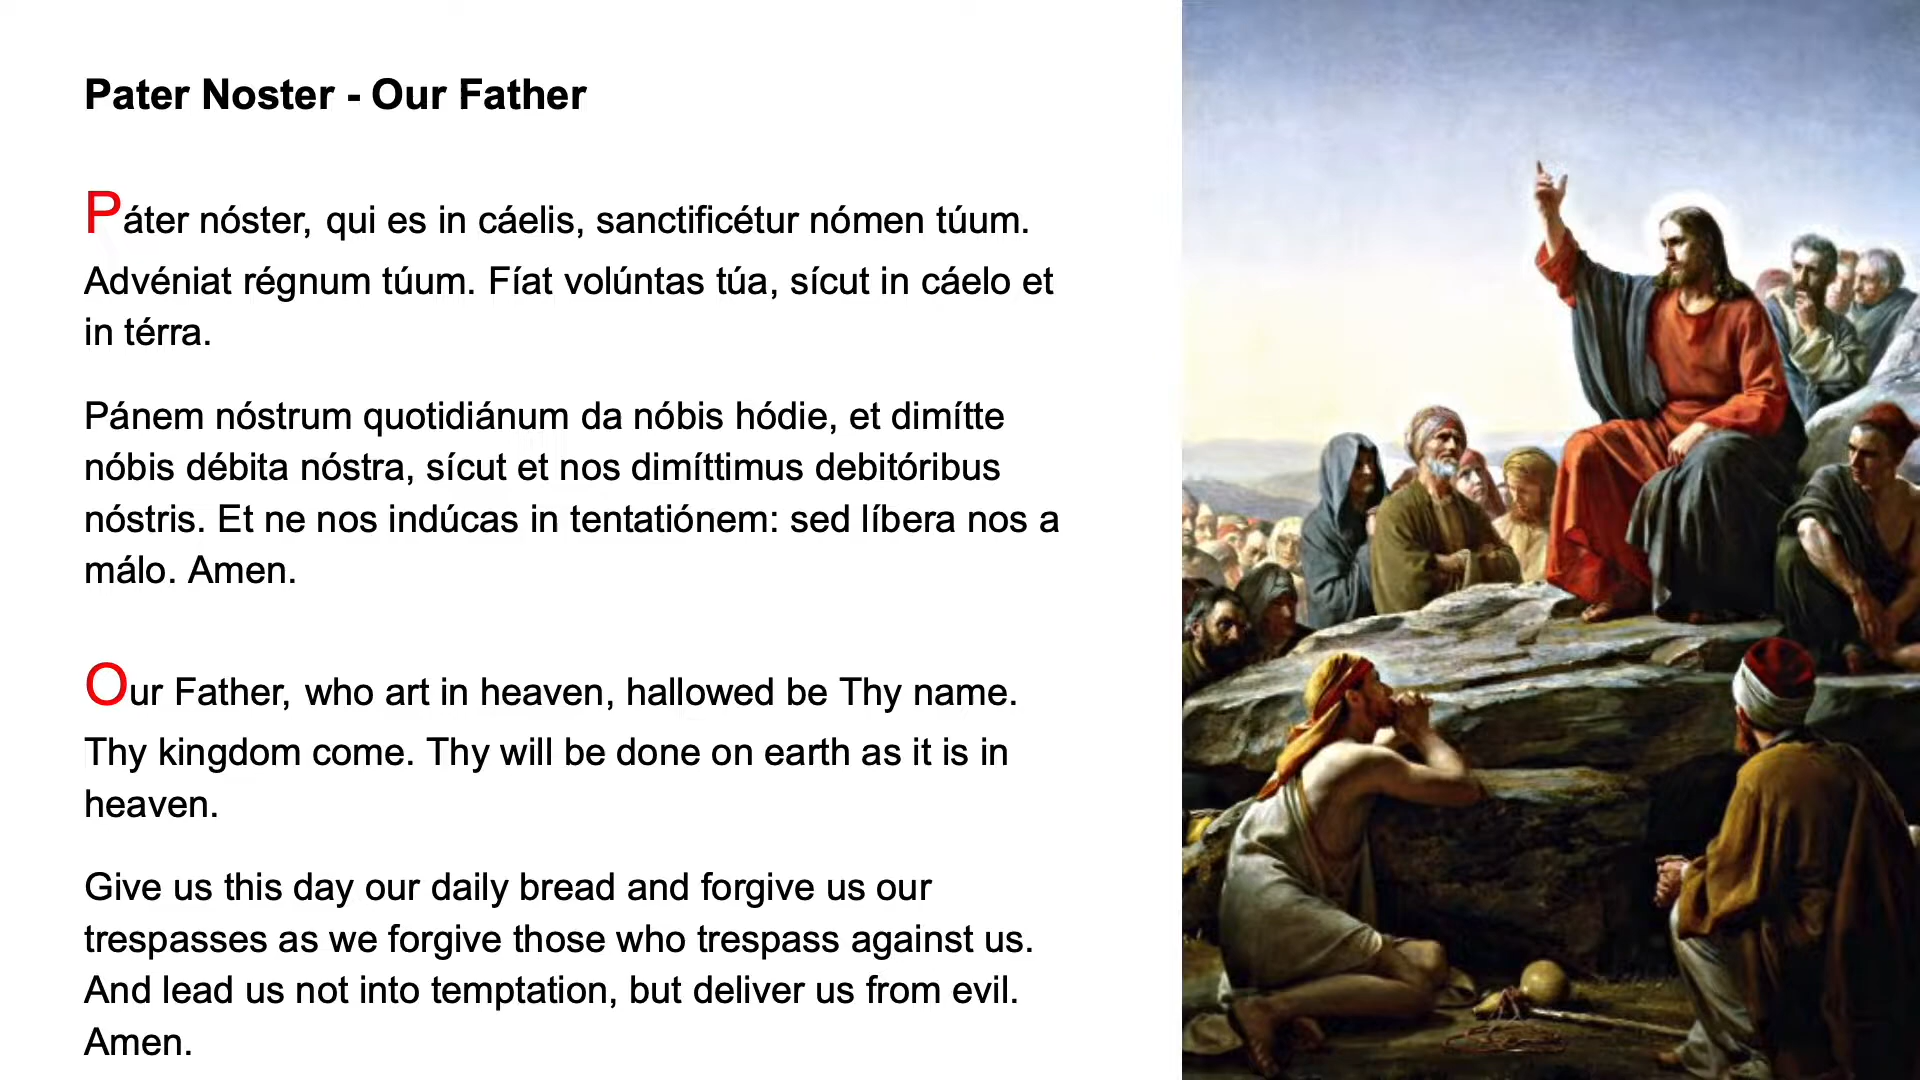 Pater Noster - Our Father
Páter nóster, qui es in cáelis, sanctificétur nómen túum.
Advéniat régnum túum. Fíat volúntas túa, sícut in cáelo et
in térra.
Pánem nóstrum quotidiánum da nóbis hódie, et dimítte
nóbis débita nóstra, sícut et nos dimíttimus debitóribus
nóstris. Et ne nos indúcas in tentatiónem: sed líbera nos a
málo. Amen.
Our Father, who art in heaven, hallowed be Thy name.
Thy kingdom come. Thy will be done on earth as it is in
heaven.
Give us this day our daily bread and forgive us our
trespasses as we forgive those who trespass against us.
And lead us not into temptation, but deliver us from evil.
Amen.